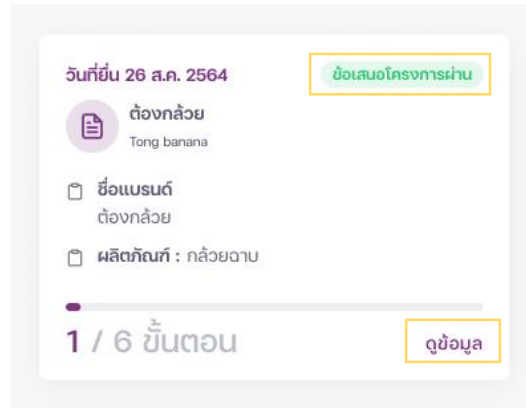 วันที่ยื่น 26 ส.ค. 2564 ข้อเสนอโครงการผ่าน
ต้องกล้วย
Tong banana
ชื่อแบรนด์
ต้องกล้วย
ผลิตภัณฑ์ : กล้วยฉาบ
1 / 6 ขั้นตอน ดูข้อมูล